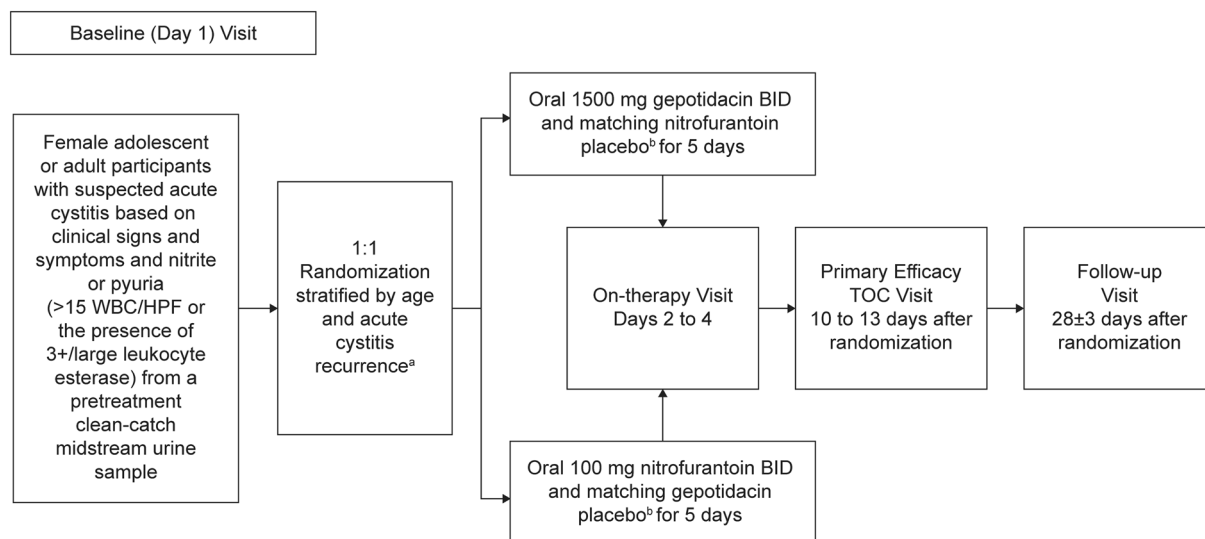 Baseline (Day 1) Visit
Female adolescent
or adult participants
with suspected acute
cystitis based on
clinical signs and
symptoms and nitrite
or pyuria
(>15 WBC/HPF or
the presence of
3+/large leukocyte
esterase) from a
pretreatment
clean-catch
midstream urine
sample
1:1
Randomization
stratified by age
and acute
cystitis
recurrenceᵃ
Oral 1500 mg gepotidacin BID
and matching nitrofurantoin
placeboᵇ for 5 days
Oral 100 mg nitrofurantoin BID
and matching gepotidacin
placeboᵇ for 5 days
On-therapy Visit
Days 2 to 4
Primary Efficacy
TOC Visit
10 to 13 days after
randomization
Follow-up
Visit
28±3 days after
randomization